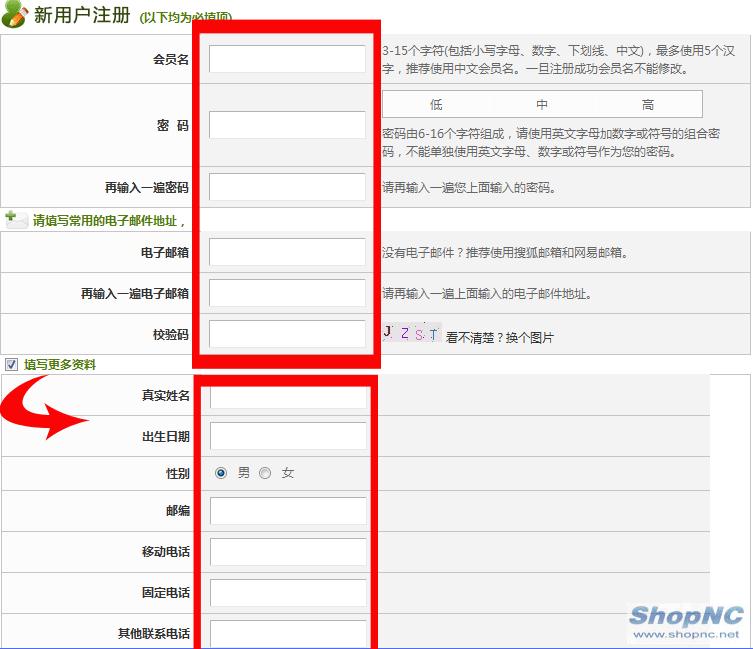 新用户注册 (以下均为必填项)
会员名
3-15个字符(包括小写字母、数字、下划线、中文)，最多使用5个汉
字，推荐使用中文会员名。一旦注册成功会员名不能修改。
低 中 高
密 码
密码由6-16个字符组成，请使用英文字母加数字或符号的组合密
码，不能单独使用英文字母、数字或符号作为您的密码。
再输入一遍密码 请再输入一遍您上面输入的密码。
请填写常用的电子邮件地址，
电子邮箱 没有电子邮件？推荐使用搜狐邮箱和网易邮箱。
再输入一遍电子邮箱 请再输入一遍上面输入的电子邮件地址。
校验码 J Z S T 看不清楚？换个图片
填写更多资料
真实姓名
出生日期
性别 男 女
邮编
移动电话
固定电话
其他联系电话
ShopNC
www.shopnc.net